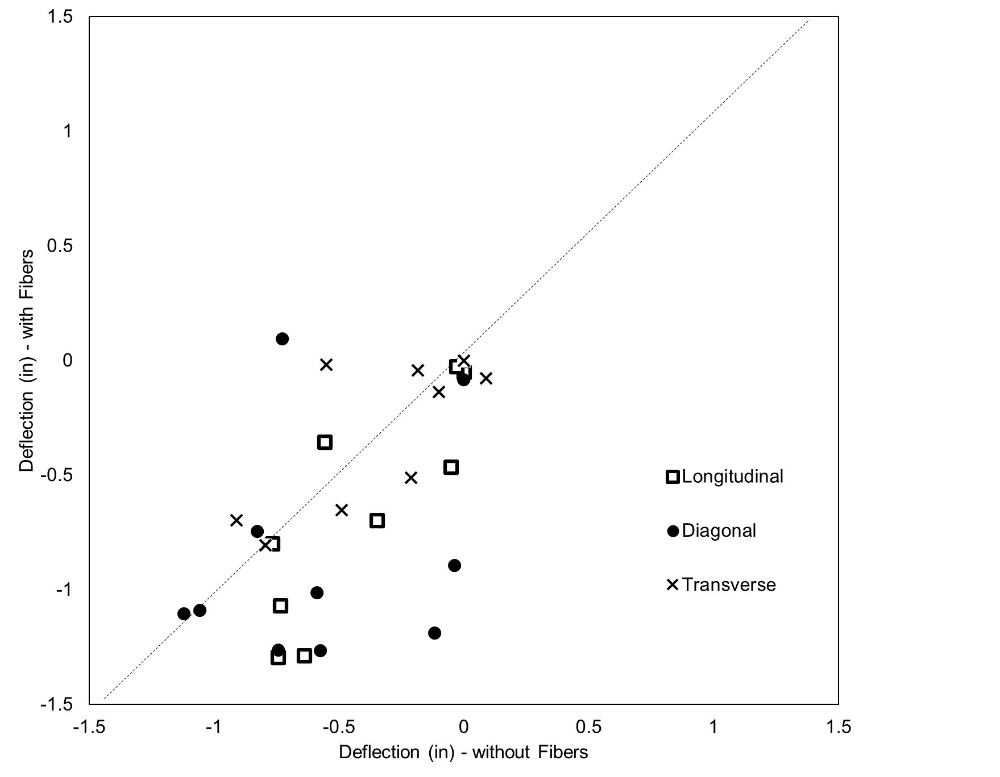 1.5
1
0.5
0
-0.5
-1
-1.5
Deflection (in) - with Fibers
Longitudinal
Diagonal
Transverse
-1.5 -1 -0.5 0 0.5 1 1.5
Deflection (in) - without Fibers